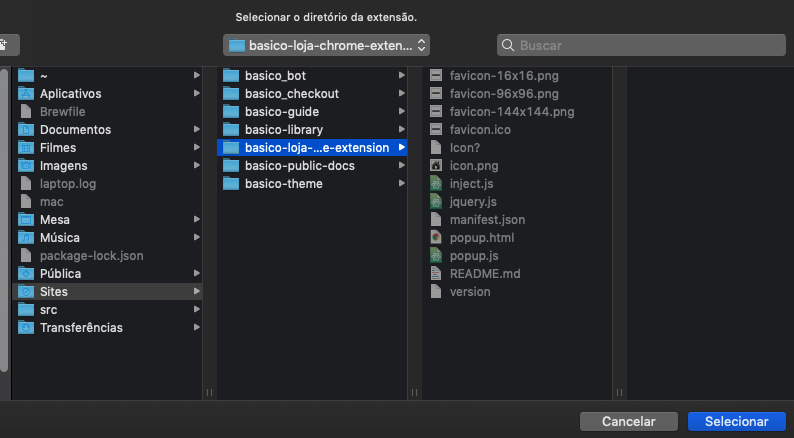 Selecionar o diretório da extensão.
basico-loja-chrome-exten...
Buscar
~
Aplicativos
Brewfile
Documentos
Filmes
Imagens
laptop.log
mac
Mesa
Música
package-lock.json
Pública
Sites
src
Transferências
basico_bot
basico_checkout
basico-guide
basico-library
basico-loja-...e-extension
basico-public-docs
basico-theme
favicon-16x16.png
favicon-96x96.png
favicon-144x144.png
favicon.ico
Icon?
icon.png
inject.js
jquery.js
manifest.json
popup.html
popup.js
README.md
version
Cancelar
Selecionar